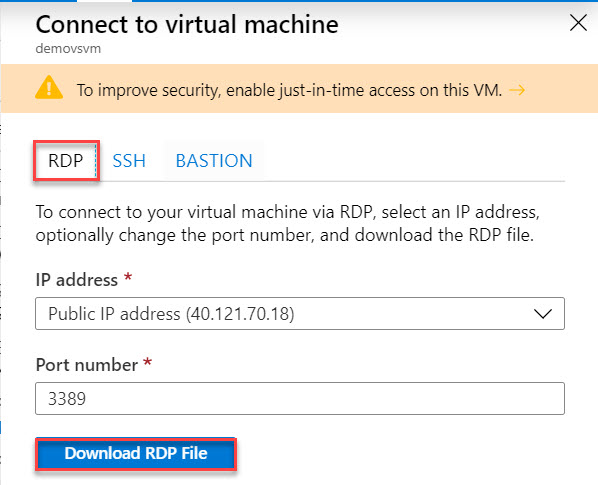 Connect to virtual machine
demovsvm
To improve security, enable just-in-time access on this VM. →
RDP SSH BASTION
To connect to your virtual machine via RDP, select an IP address,
optionally change the port number, and download the RDP file.
IP address *
Public IP address (40.121.70.18)
Port number *
3389
Download RDP File